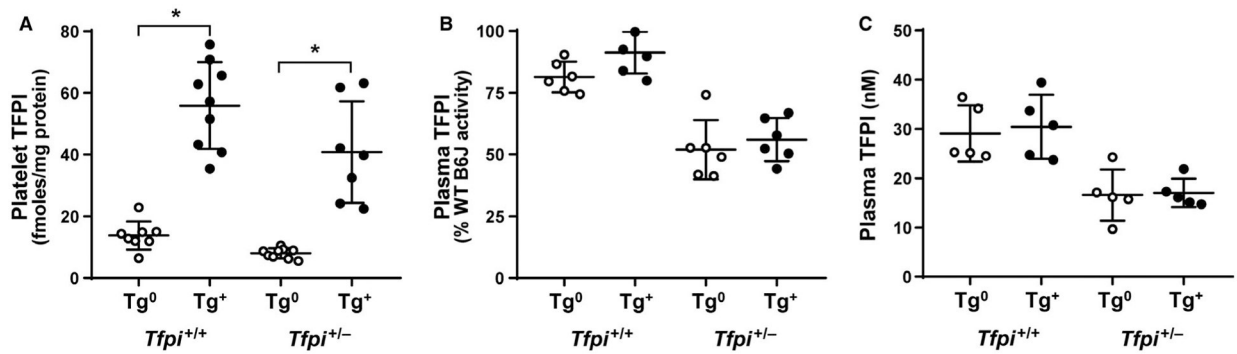 A
Platelet TFPI
(fmoles/mg protein)
80
60
40
20
0
*
*
Tg⁰
Tg⁺
Tg⁰
Tg⁺
Tfpi⁺/⁺
Tfpi⁺/⁻
B
Plasma TFPI
(% WT B6J activity)
100
75
50
25
0
Tg⁰
Tg⁺
Tg⁰
Tg⁺
Tfpi⁺/⁺
Tfpi⁺/⁻
C
Plasma TFPI (nM)
50
40
30
20
10
0
Tg⁰
Tg⁺
Tg⁰
Tg⁺
Tfpi⁺/⁺
Tfpi⁺/⁻